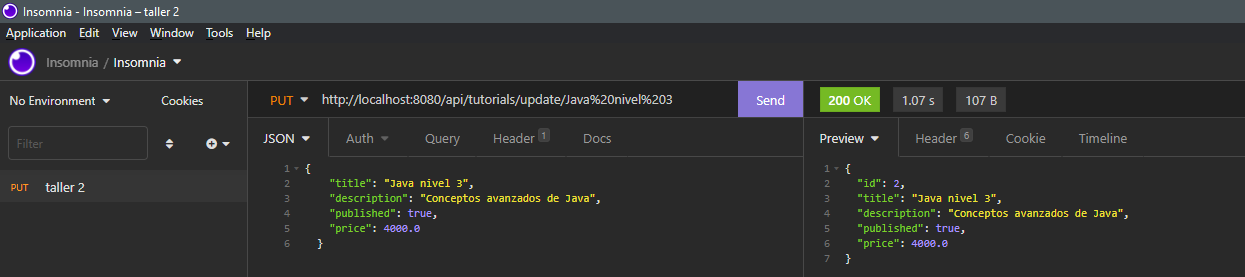 Insomnia - Insomnia – taller 2
Application Edit View Window Tools Help
Insomnia / Insomnia
No Environment Cookies
PUT http://localhost:8080/api/tutorials/update/Java%20nivel%203 Send
200 OK 1.07 s 107 B
Filter
JSON Auth Query Header 1 Docs
Preview Header 6 Cookie Timeline
PUT taller 2
1 {
2 "title": "Java nivel 3",
3 "description": "Conceptos avanzados de Java",
4 "published": true,
5 "price": 4000.0
6 }
1 {
2 "id": 2,
3 "title": "Java nivel 3",
4 "description": "Conceptos avanzados de Java",
5 "published": true,
6 "price": 4000.0
7 }